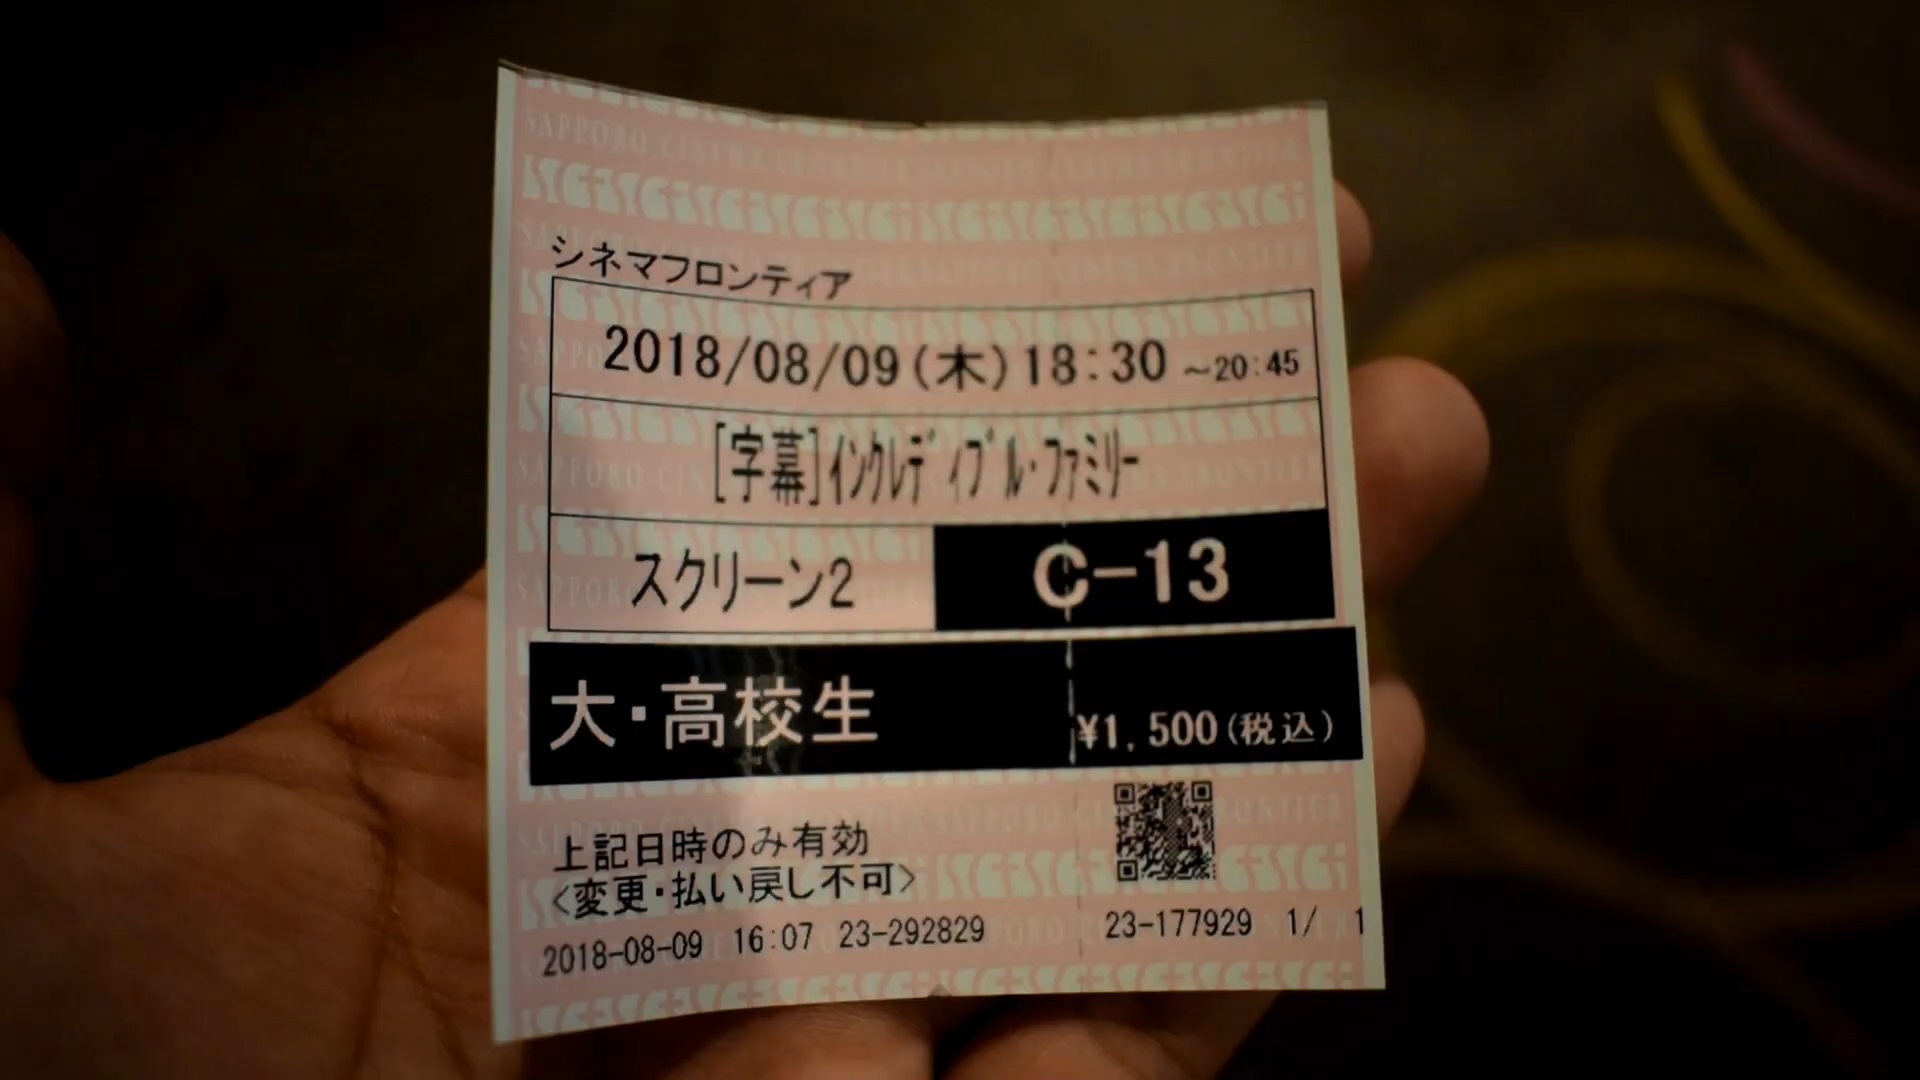 SAPPORO CINEMA FRONTIER
シネマフロンティア
2018/08/09(木)18:30 ~20:45
[字幕]インクレディブル・ファミリー
スクリーン2 C-13
大・高校生 ¥1,500(税込)
上記日時のみ有効
<変更・払い戻し不可>
2018-08-09 16:07 23-292829 23-177929 1/ 1